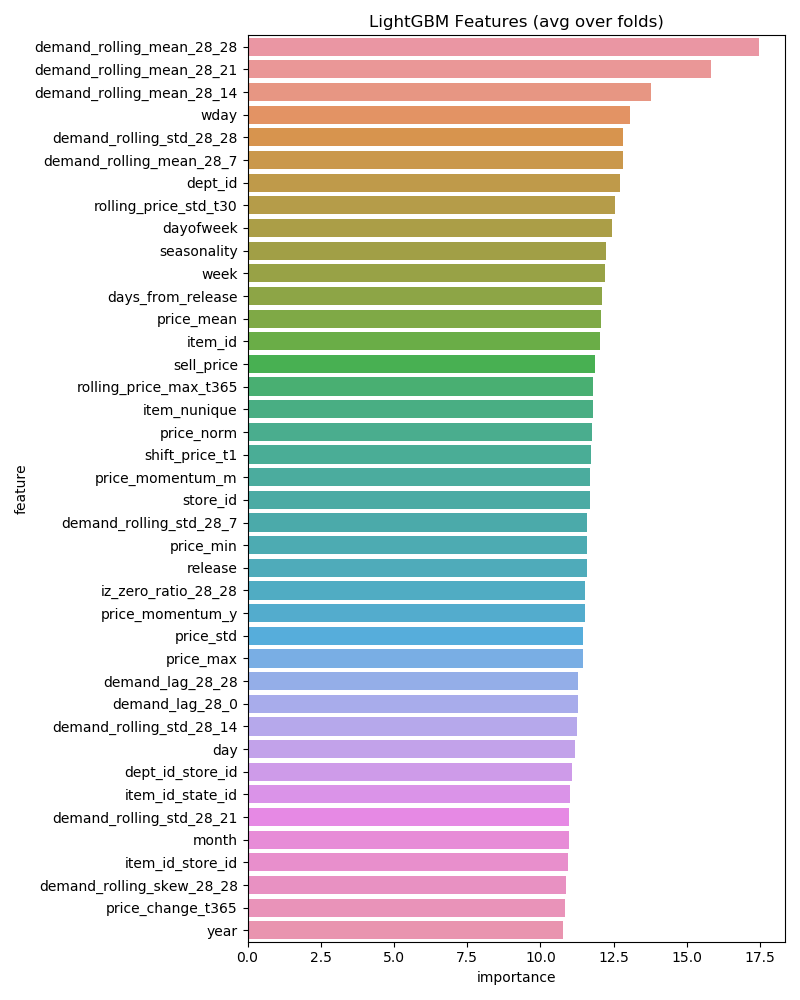 LightGBM Features (avg over folds)
demand_rolling_mean_28_28
demand_rolling_mean_28_21
demand_rolling_mean_28_14
wday
demand_rolling_std_28_28
demand_rolling_mean_28_7
dept_id
rolling_price_std_t30
dayofweek
seasonality
week
days_from_release
price_mean
item_id
sell_price
rolling_price_max_t365
item_nunique
price_norm
shift_price_t1
price_momentum_m
store_id
demand_rolling_std_28_7
price_min
release
iz_zero_ratio_28_28
price_momentum_y
price_std
price_max
demand_lag_28_28
demand_lag_28_0
demand_rolling_std_28_14
day
dept_id_store_id
item_id_state_id
demand_rolling_std_28_21
month
item_id_store_id
demand_rolling_skew_28_28
price_change_t365
year
feature
0.0 2.5 5.0 7.5 10.0 12.5 15.0 17.5
importance